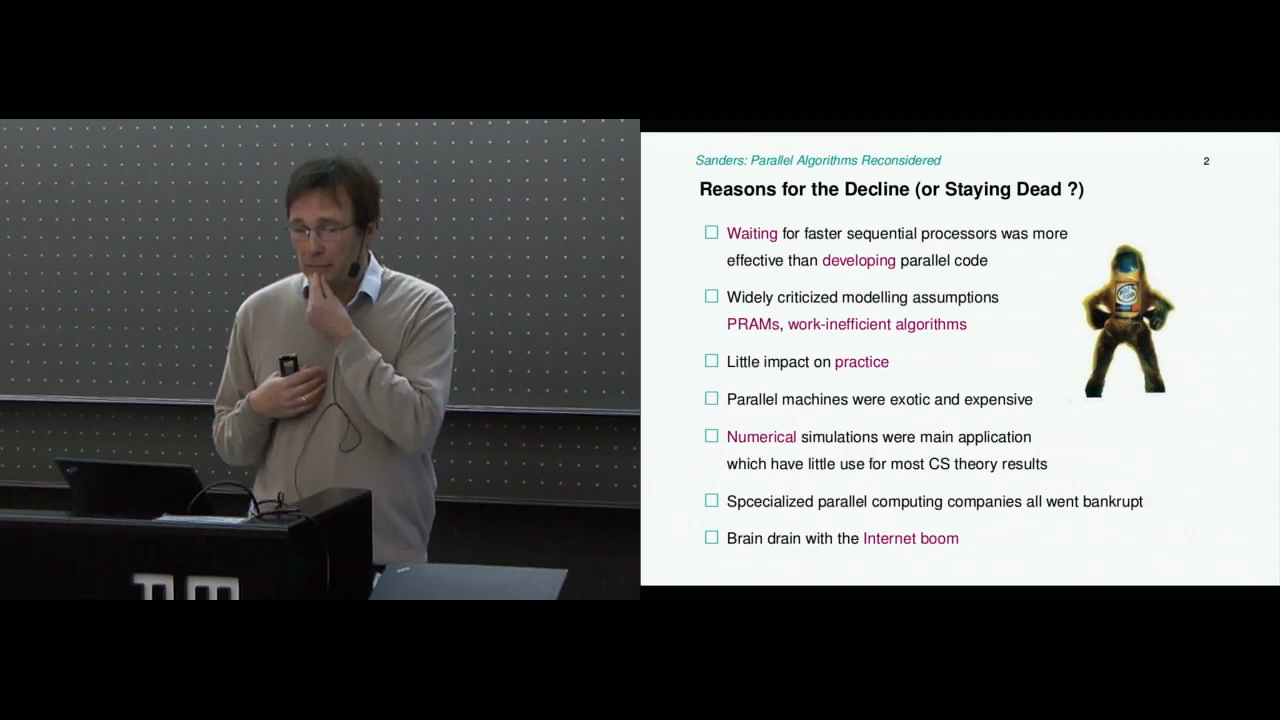 Sanders: Parallel Algorithms Reconsidered 2
Reasons for the Decline (or Staying Dead ?)
Waiting for faster sequential processors was more
effective than developing parallel code
Widely criticized modelling assumptions
PRAMs, work-inefficient algorithms
Little impact on practice
Parallel machines were exotic and expensive
Numerical simulations were main application
which have little use for most CS theory results
Spcecialized parallel computing companies all went bankrupt
Brain drain with the Internet boom